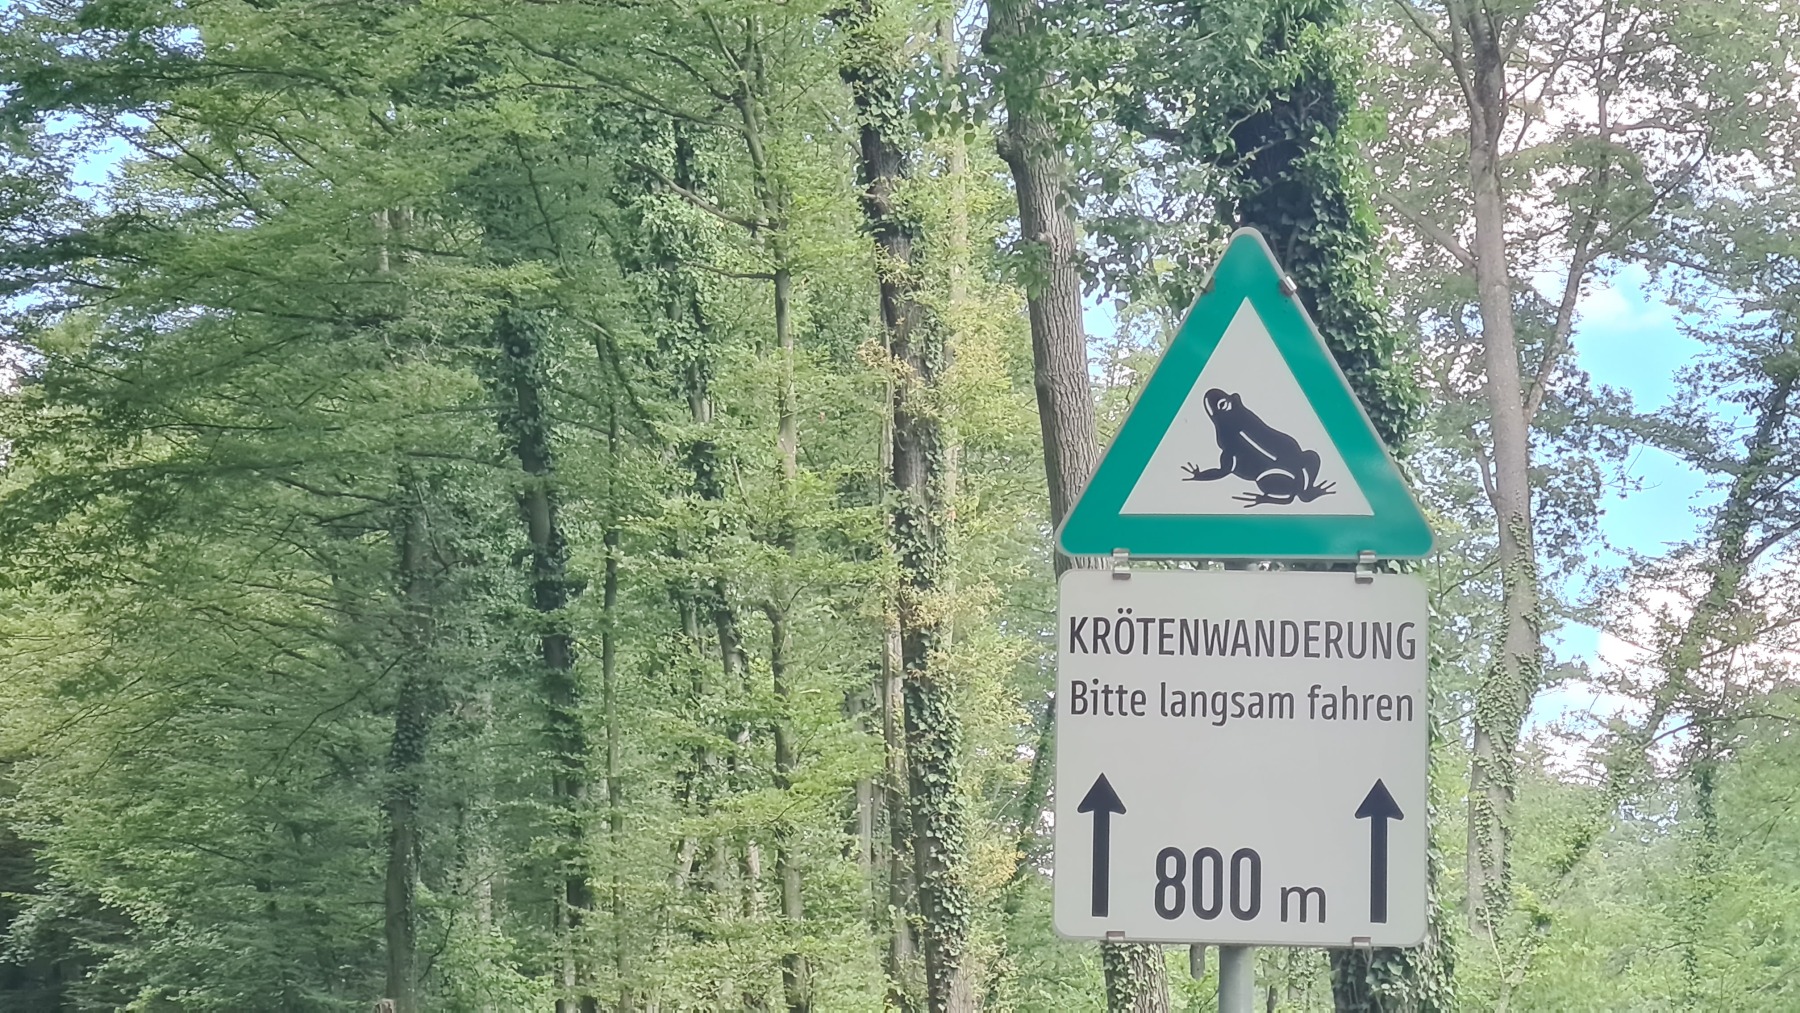 KRÖTENWANDERUNG
Bitte langsam fahren
800 m